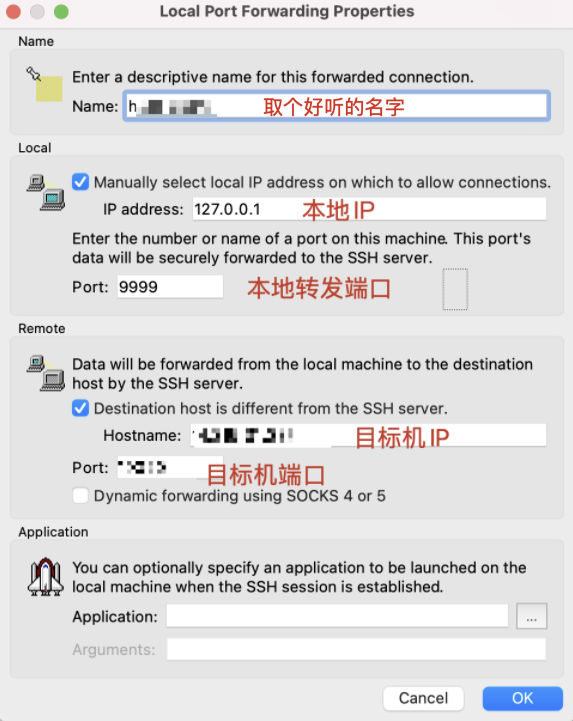 Local Port Forwarding Properties
Name
Enter a descriptive name for this forwarded connection.
Name: h 取个好听的名字
Local
Manually select local IP address on which to allow connections.
IP address: 127.0.0.1 本地IP
Enter the number or name of a port on this machine. This port's
data will be securely forwarded to the SSH server.
Port: 9999 本地转发端口
Remote
Data will be forwarded from the local machine to the destination
host by the SSH server.
Destination host is different from the SSH server.
Hostname: 目标机IP
Port: 目标机端口
Dynamic forwarding using SOCKS 4 or 5
Application
You can optionally specify an application to be launched on the
local machine when the SSH session is established.
Application: ...
Arguments:
Cancel OK